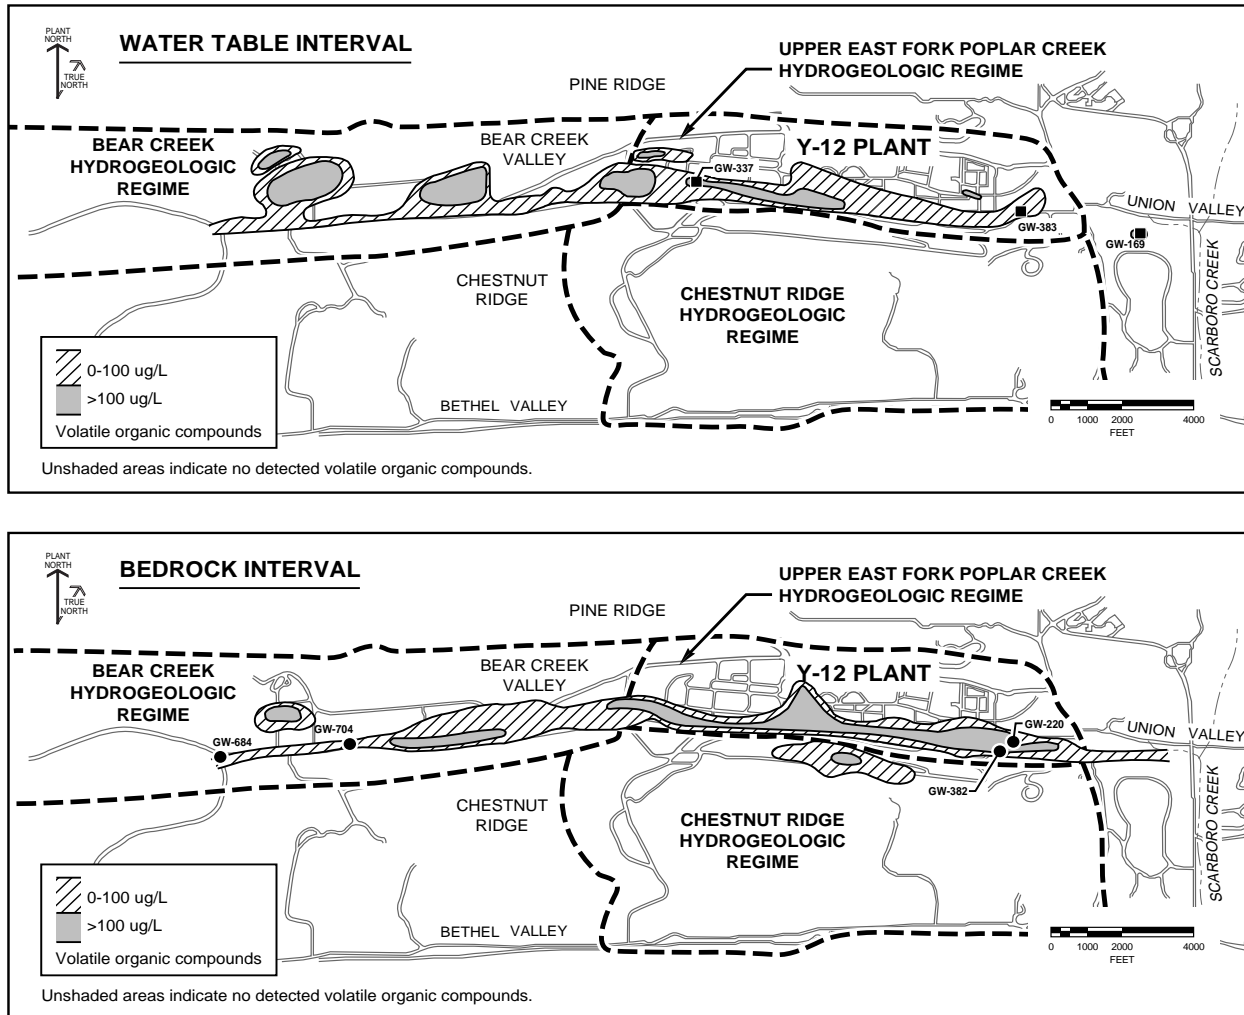 PLANT
NORTH
TRUE
NORTH
WATER TABLE INTERVAL
UPPER EAST FORK POPLAR CREEK
HYDROGEOLOGIC REGIME
PINE RIDGE
BEAR CREEK
HYDROGEOLOGIC
REGIME
BEAR CREEK
VALLEY
Y-12 PLANT
GW-337
GW-383
UNION VALLEY
GW-169
CHESTNUT
RIDGE
CHESTNUT RIDGE
HYDROGEOLOGIC
REGIME
SCARBORO CREEK
BETHEL VALLEY
0-100 ug/L
>100 ug/L
Volatile organic compounds
0 1000 2000 4000
FEET
Unshaded areas indicate no detected volatile organic compounds.
PLANT
NORTH
TRUE
NORTH
BEDROCK INTERVAL
UPPER EAST FORK POPLAR CREEK
HYDROGEOLOGIC REGIME
PINE RIDGE
BEAR CREEK
HYDROGEOLOGIC
REGIME
BEAR CREEK
VALLEY
Y-12 PLANT
GW-684
GW-704
GW-220
UNION VALLEY
GW-382
CHESTNUT
RIDGE
CHESTNUT RIDGE
HYDROGEOLOGIC
REGIME
SCARBORO CREEK
BETHEL VALLEY
0-100 ug/L
>100 ug/L
Volatile organic compounds
0 1000 2000 4000
FEET
Unshaded areas indicate no detected volatile organic compounds.